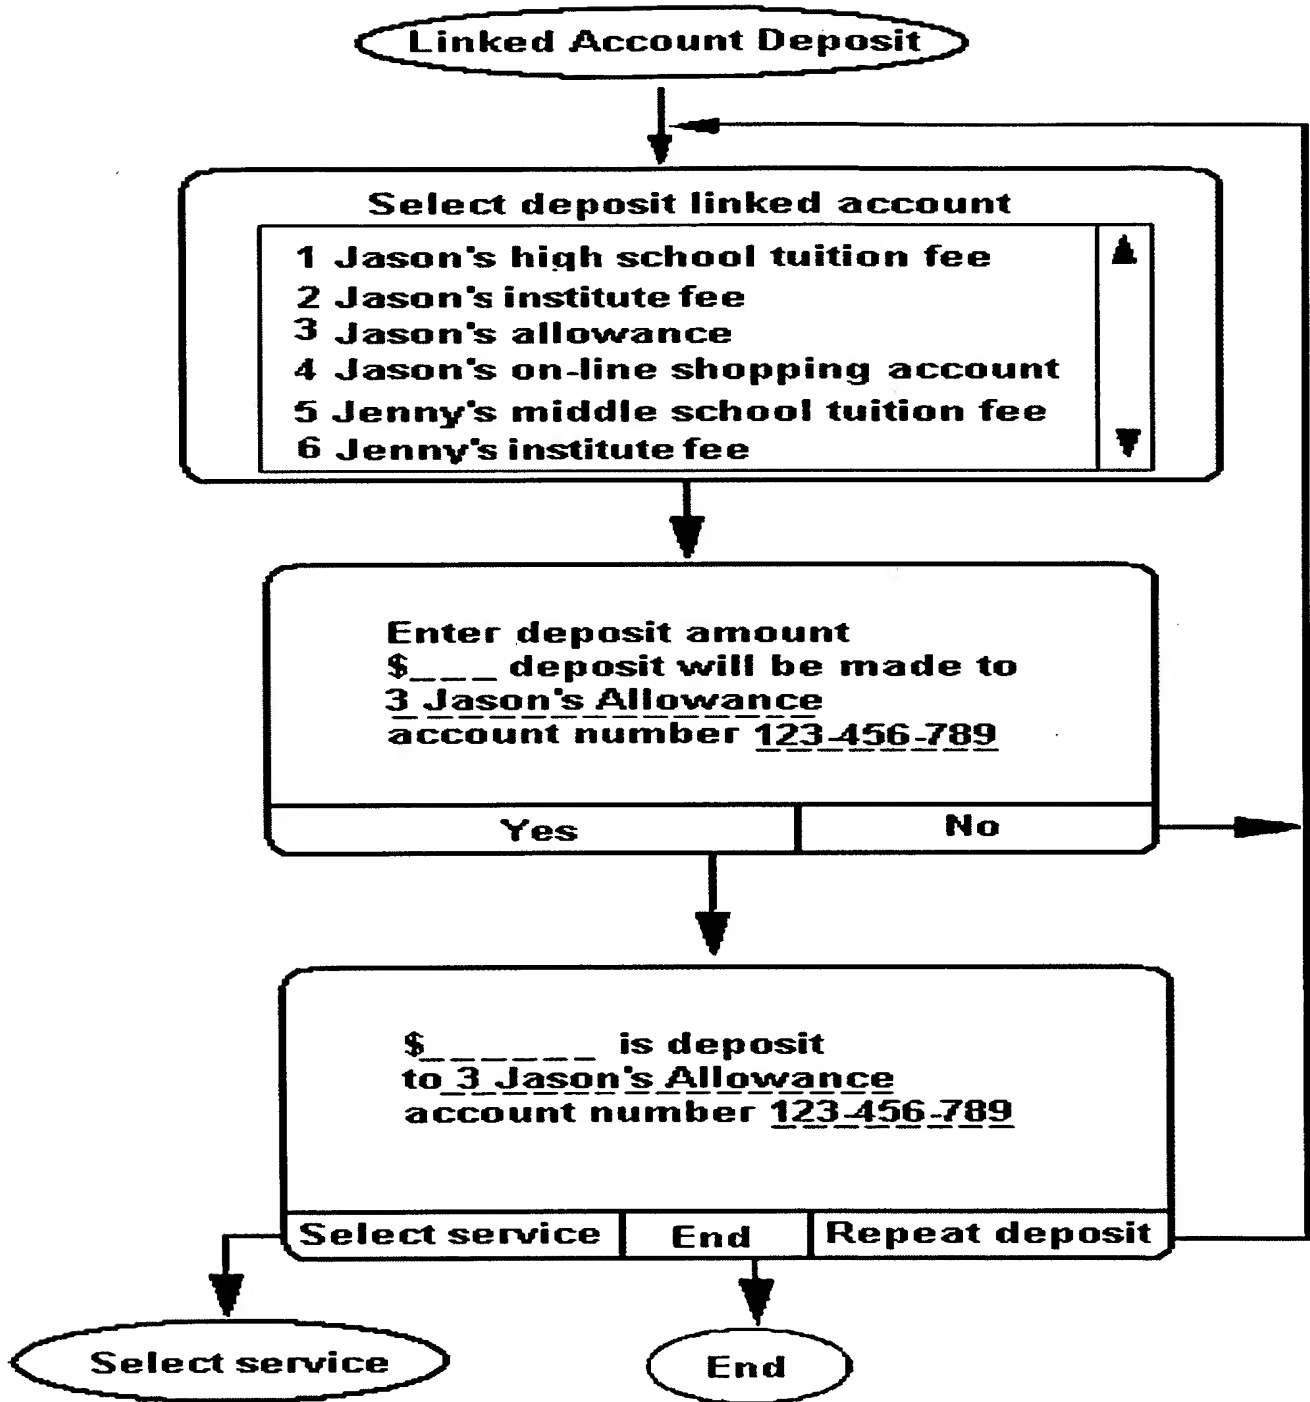 Linked Account Deposit
Select deposit linked account
1 Jason's high school tuition fee
2 Jason's institute fee
3 Jason's allowance
4 Jason's on-line shopping account
5 Jenny's middle school tuition fee
6 Jenny's institute fee
Enter deposit amount
$___ deposit will be made to
3 Jason's Allowance
account number 123-456-789
Yes
No
$______ is deposit
to 3 Jason's Allowance
account number 123-456-789
Select service
End
Repeat deposit
Select service
End